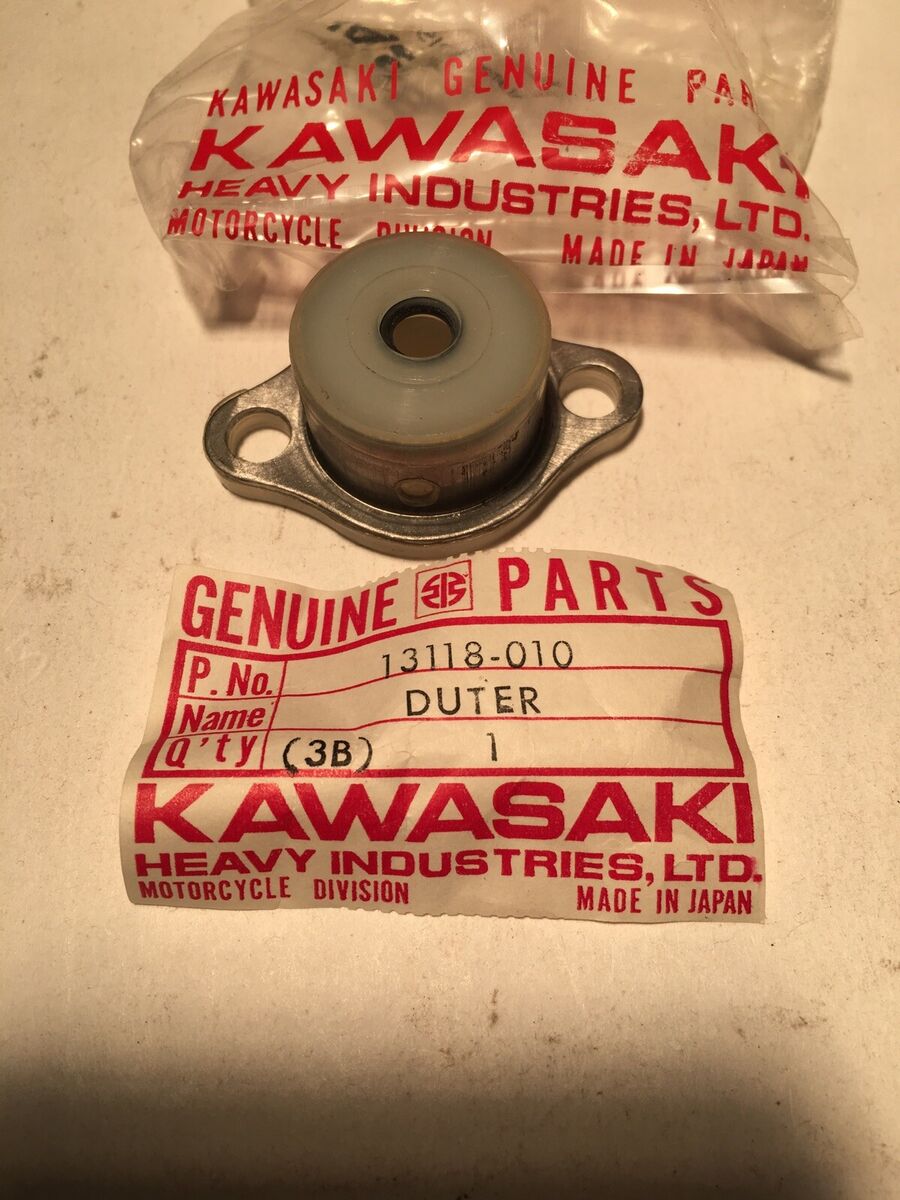 KAWASAKI GENUINE PAR
KAWASAKI
HEAVY INDUSTRIES, LTD.
MOTORCYCLE DIVISION MADE IN JAPAN
GENUINE PARTS
P. No. 13118-010
Name DUTER
Q'ty (3B) 1
KAWASAKI
HEAVY INDUSTRIES, LTD.
MOTORCYCLE DIVISION MADE IN JAPAN